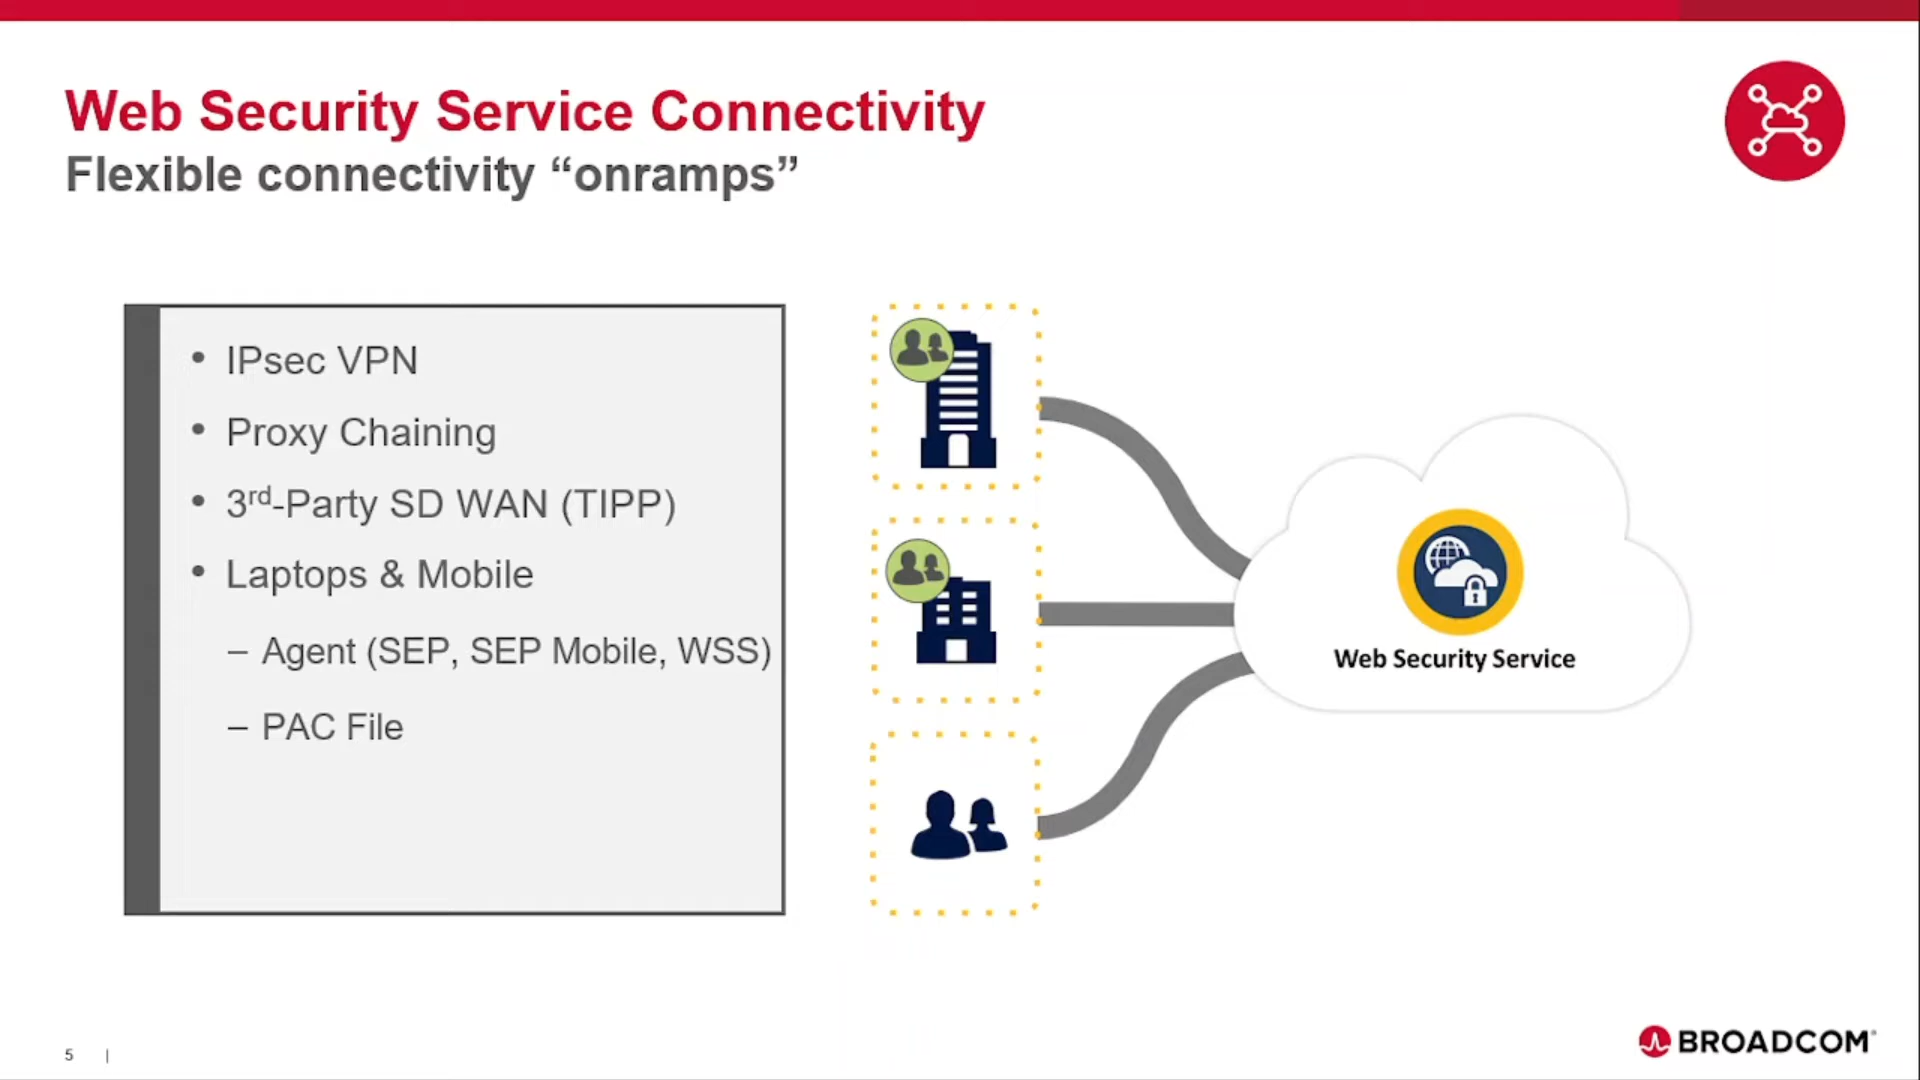 Web Security Service Connectivity
Flexible connectivity “onramps”
• IPsec VPN
• Proxy Chaining
• 3rd-Party SD WAN (TIPP)
• Laptops & Mobile
– Agent (SEP, SEP Mobile, WSS)
– PAC File
Web Security Service
5 |
BROADCOM